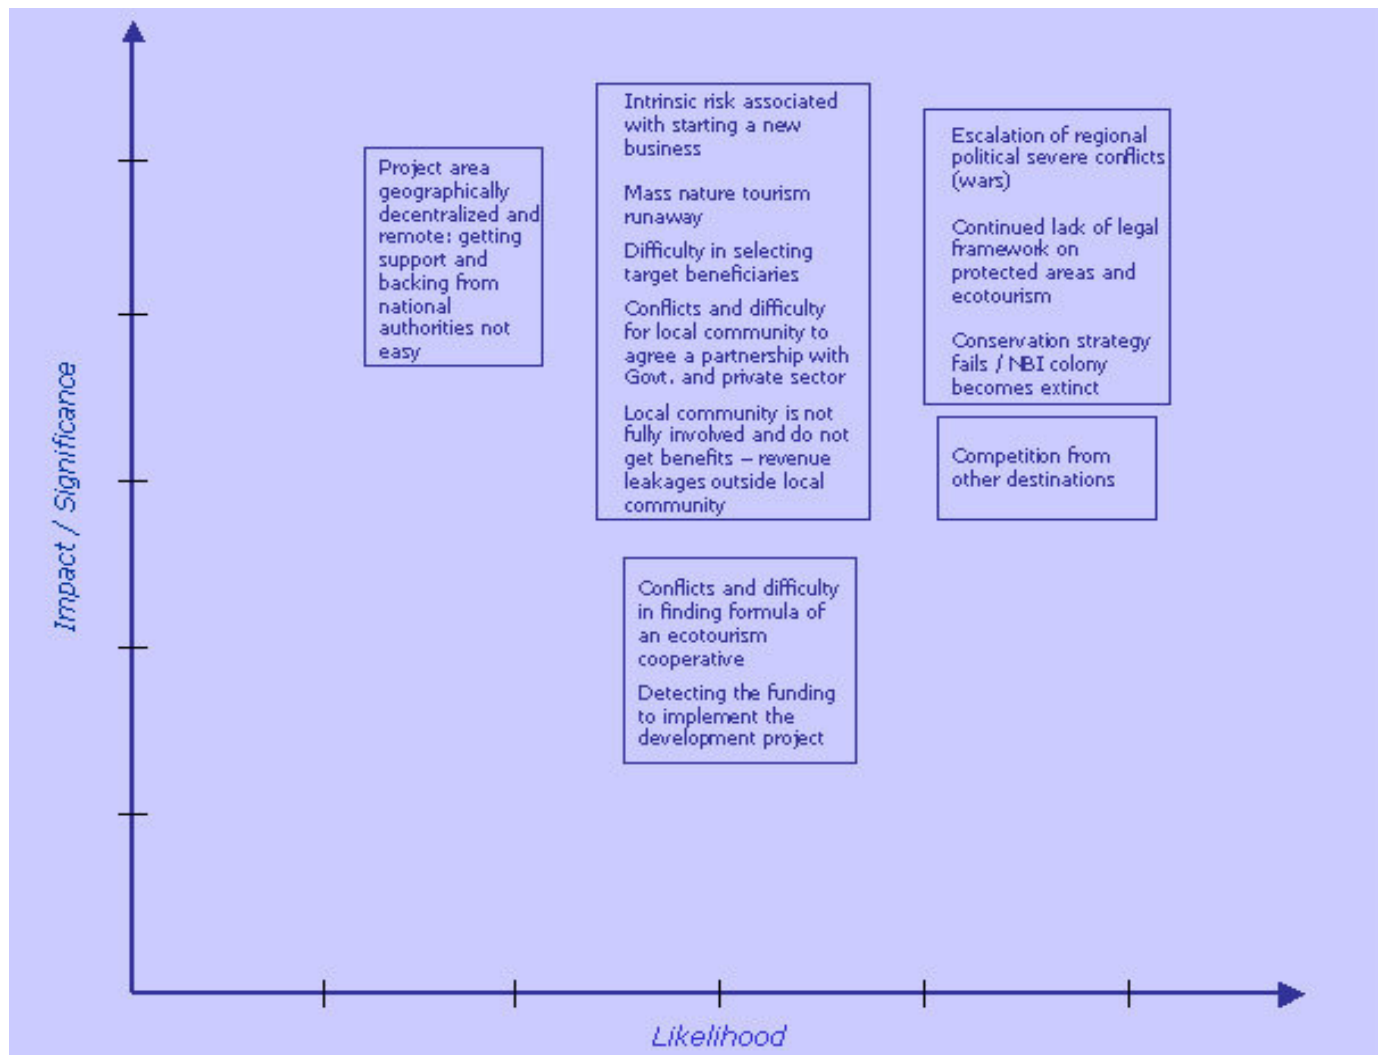 Project area
geographically
decentralized and
remote: getting
support and
backing from
national
authorities not
easy
Intrinsic risk associated
with starting a new
business
Mass nature tourism
runaway
Difficulty in selecting
target beneficiaries
Conflicts and difficulty
for local community to
agree a partnership with
Govt. and private sector
Local community is not
fully involved and do not
get benefits – revenue
leakages outside local
community
Escalation of regional
political severe conflicts
(wars)
Continued lack of legal
framework on
protected areas and
ecotourism
Conservation strategy
fails / NBI colony
becomes extinct
Competition from
other destinations
Conflicts and difficulty
in finding formula of
an ecotourism
cooperative
Detecting the funding
to implement the
development project
Impact / Significance
Likelihood